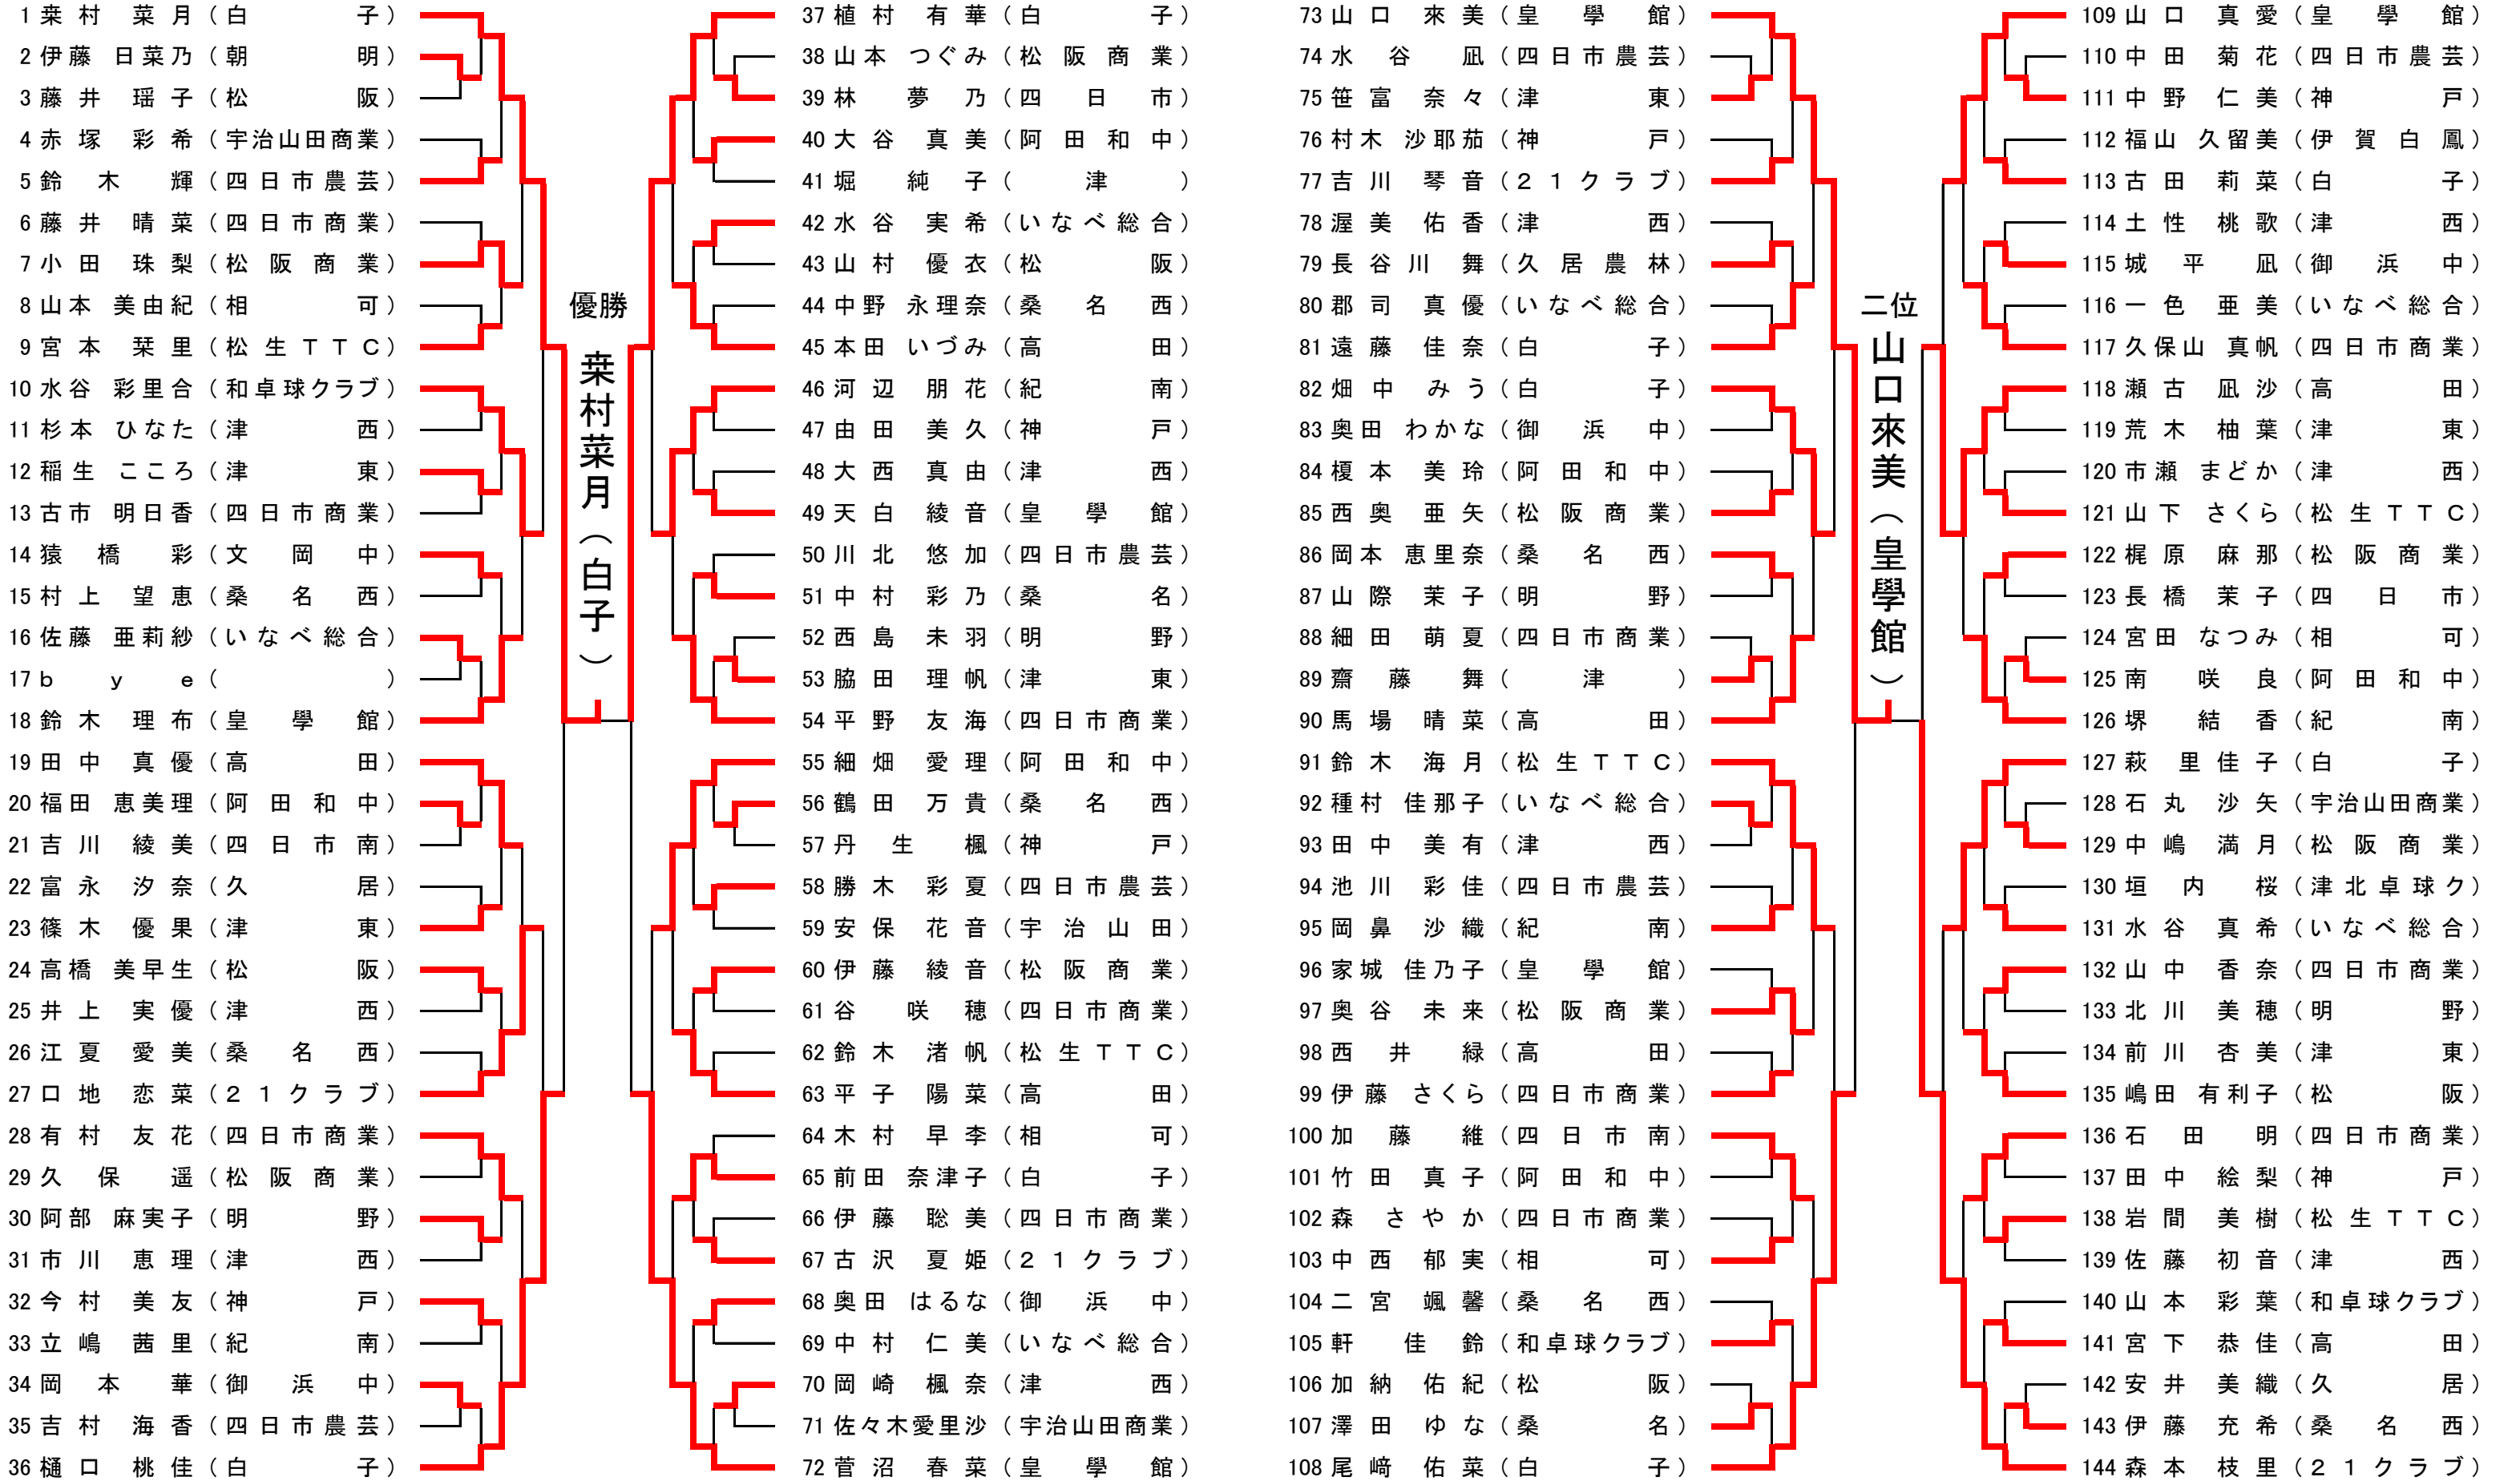 1 桒村 菜月 (白子)
2 伊藤 日菜乃 (朝明)
3 藤井 瑶子 (松阪)
4 赤塚 彩希 (宇治山田商業)
5 鈴木 輝 (四日市農芸)
6 藤井 晴菜 (四日市商業)
7 小田 珠梨 (松阪商業)
8 山本 美由紀 (相可)
9 宮本 栞里 (松生TTC)
10 水谷 彩里合 (和卓球クラブ)
11 杉本 ひなた (津西)
12 稲生 こころ (津東)
13 古市 明日香 (四日市商業)
14 猿橋 彩 (文岡中)
15 村上 望恵 (桑名西)
16 佐藤 亜莉紗 (いなべ総合)
17 bye ( )
18 鈴木 理布 (皇學館)
19 田中 真優 (高田)
20 福田 恵美理 (阿田和中)
21 吉川 綾美 (四日市南)
22 富永 汐奈 (久居)
23 篠木 優果 (津東)
24 高橋 美早生 (松阪)
25 井上 実優 (津西)
26 江夏 愛美 (桑名西)
27 口地 恋菜 (21クラブ)
28 有村 友花 (四日市商業)
29 久保 遥 (松阪商業)
30 阿部 麻実子 (明野)
31 市川 恵理 (津西)
32 今村 美友 (神戸)
33 立嶋 茜里 (紀南)
34 岡本 華 (御浜中)
35 吉村 海香 (四日市農芸)
36 樋口 桃佳 (白子)
優勝
桒村菜月(白子)
37 植村 有華 (白子)
38 山本 つぐみ (松阪商業)
39 林 夢乃 (四日市)
40 大谷 真美 (阿田和中)
41 堀 純子 (津)
42 水谷 実希 (いなべ総合)
43 山村 優衣 (松阪)
44 中野 永理奈 (桑名西)
45 本田 いづみ (高田)
46 河辺 朋花 (紀南)
47 由田 美久 (神戸)
48 大西 真由 (津西)
49 天白 綾音 (皇學館)
50 川北 悠加 (四日市農芸)
51 中村 彩乃 (桑名)
52 西島 未羽 (明野)
53 脇田 理帆 (津東)
54 平野 友海 (四日市商業)
55 細畑 愛理 (阿田和中)
56 鶴田 万貴 (桑名西)
57 丹生 楓 (神戸)
58 勝木 彩夏 (四日市農芸)
59 安保 花音 (宇治山田)
60 伊藤 綾音 (松阪商業)
61 谷 咲穂 (四日市商業)
62 鈴木 渚帆 (松生TTC)
63 平子 陽菜 (高田)
64 木村 早李 (相可)
65 前田 奈津子 (白子)
66 伊藤 聡美 (四日市商業)
67 古沢 夏姫 (21クラブ)
68 奥田 はるな (御浜中)
69 中村 仁美 (いなべ総合)
70 岡崎 楓奈 (津西)
71 佐々木愛里沙 (宇治山田商業)
72 菅沼 春菜 (皇學館)
73 山口 來美 (皇學館)
74 水谷 凪 (四日市農芸)
75 笹富 奈々 (津東)
76 村木 沙耶茄 (神戸)
77 吉川 琴音 (21クラブ)
78 渥美 佑香 (津西)
79 長谷川 舞 (久居農林)
80 郡司 真優 (いなべ総合)
81 遠藤 佳奈 (白子)
82 畑中 みう (白子)
83 奥田 わかな (御浜中)
84 榎本 美玲 (阿田和中)
85 西奥 亜矢 (松阪商業)
86 岡本 恵里奈 (桑名西)
87 山際 茉子 (明野)
88 細田 萌夏 (四日市商業)
89 齋藤 舞 (津)
90 馬場 晴菜 (高田)
91 鈴木 海月 (松生TTC)
92 種村 佳那子 (いなべ総合)
93 田中 美有 (津西)
94 池川 彩佳 (四日市農芸)
95 岡鼻 沙織 (紀南)
96 家城 佳乃子 (皇學館)
97 奥谷 未来 (松阪商業)
98 西井 緑 (高田)
99 伊藤 さくら (四日市商業)
100 加藤 維 (四日市南)
101 竹田 真子 (阿田和中)
102 森 さやか (四日市商業)
103 中西 郁実 (相可)
104 二宮 颯馨 (桑名西)
105 軒 佳鈴 (和卓球クラブ)
106 加納 佑紀 (松阪)
107 澤田 ゆな (桑名)
108 尾﨑 佑菜 (白子)
二位
山口來美(皇學館)
109 山口 真愛 (皇學館)
110 中田 菊花 (四日市農芸)
111 中野 仁美 (神戸)
112 福山 久留美 (伊賀白鳳)
113 古田 莉菜 (白子)
114 土性 桃歌 (津西)
115 城平 凪 (御浜中)
116 一色 亜美 (いなべ総合)
117 久保山 真帆 (四日市商業)
118 瀬古 凪沙 (高田)
119 荒木 柚葉 (津東)
120 市瀬 まどか (津西)
121 山下 さくら (松生TTC)
122 梶原 麻那 (松阪商業)
123 長橋 茉子 (四日市)
124 宮田 なつみ (相可)
125 南 咲良 (阿田和中)
126 堺 結香 (紀南)
127 萩 里佳子 (白子)
128 石丸 沙矢 (宇治山田商業)
129 中嶋 満月 (松阪商業)
130 垣内 桜 (津北卓球ク)
131 水谷 真希 (いなべ総合)
132 山中 香奈 (四日市商業)
133 北川 美穂 (明野)
134 前川 杏美 (津東)
135 嶋田 有利子 (松阪)
136 石田 明 (四日市商業)
137 田中 絵梨 (神戸)
138 岩間 美樹 (松生TTC)
139 佐藤 初音 (津西)
140 山本 彩葉 (和卓球クラブ)
141 宮下 恭佳 (高田)
142 安井 美織 (久居)
143 伊藤 充希 (桑名西)
144 森本 枝里 (21クラブ)